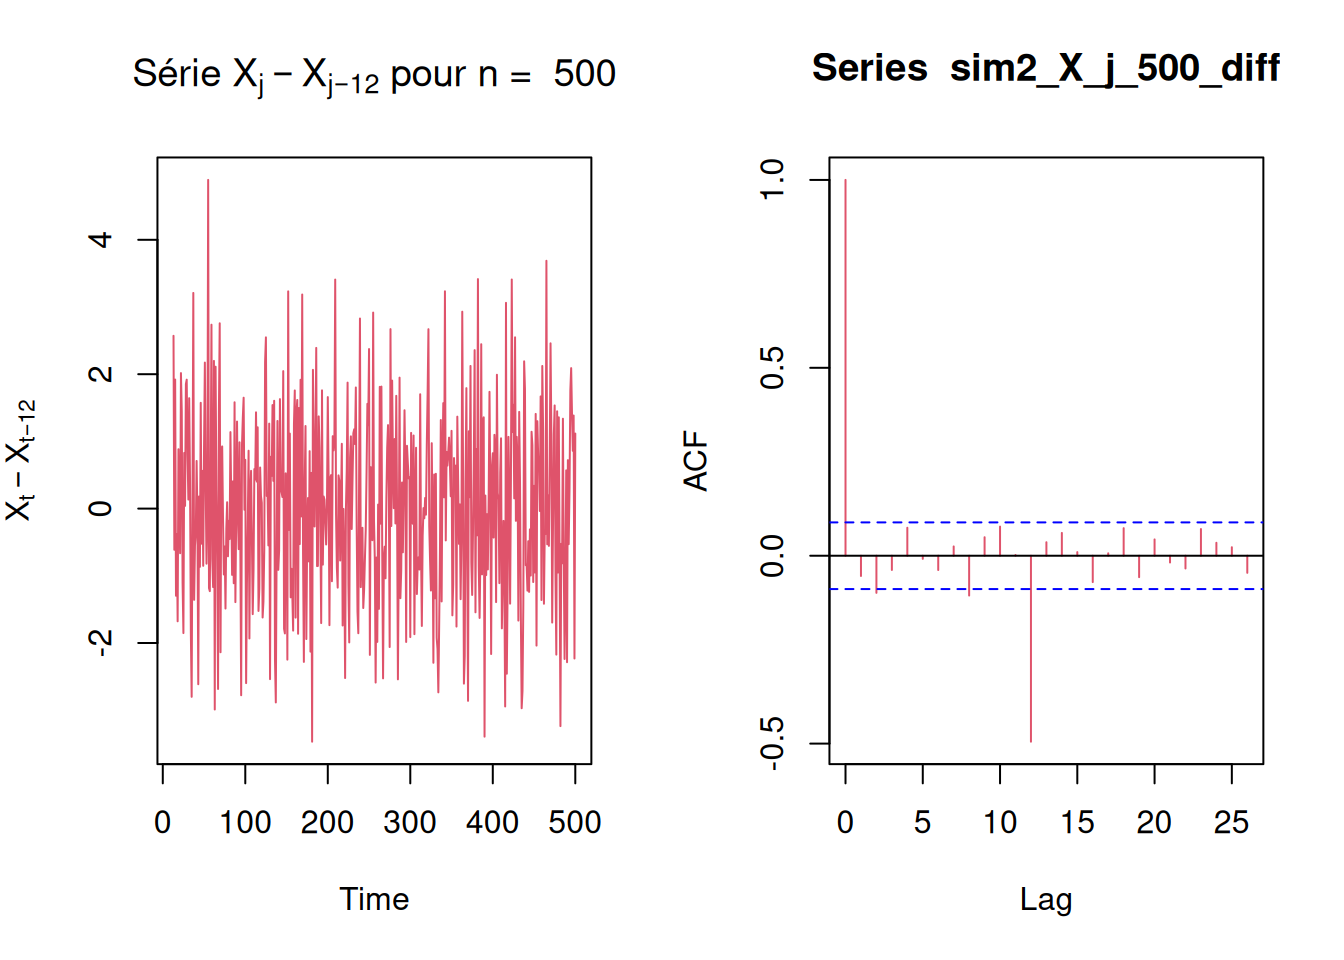 Série Xj − Xj−12 pour n = 500
Xt − Xt−12
4
2
0
-2
0 100 200 300 400 500
Time
Series sim2_X_j_500_diff
ACF
1.0
0.5
0.0
-0.5
0 5 10 15 20 25
Lag